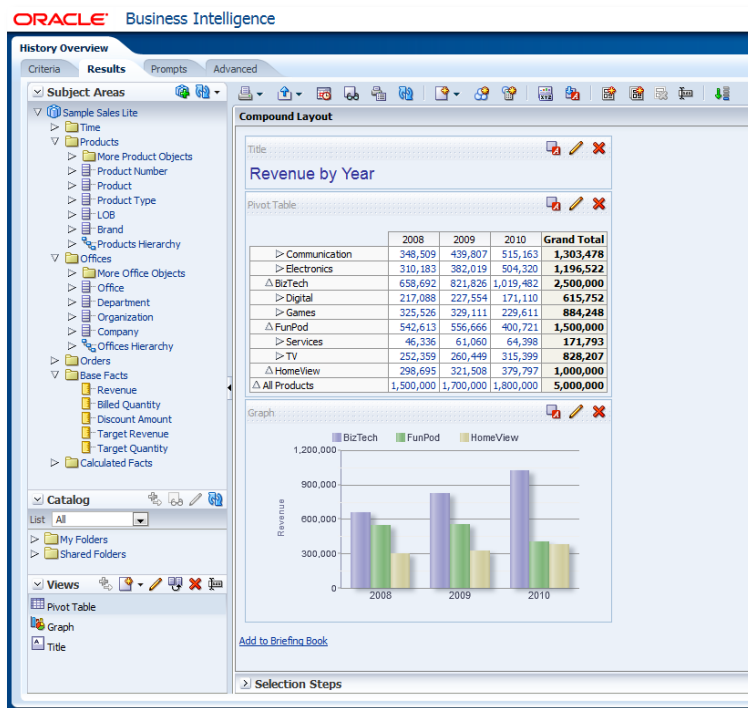 ORACLE Business Intelligence
History Overview
Criteria Results Prompts Advanced
Subject Areas
Sample Sales Lite
Time
Products
More Product Objects
Product Number
Product
Product Type
LOB
Brand
Products Hierarchy
Offices
More Office Objects
Office
Department
Organization
Company
Offices Hierarchy
Orders
Base Facts
Revenue
Billed Quantity
Discount Amount
Target Revenue
Target Quantity
Calculated Facts
Catalog
List All
My Folders
Shared Folders
Views
Pivot Table
Graph
Title
Compound Layout
Title
Revenue by Year
Pivot Table
2008 2009 2010 Grand Total
Communication 348,509 439,807 515,163 1,303,478
Electronics 310,183 382,019 504,320 1,196,522
BizTech 658,692 821,826 1,019,482 2,500,000
Digital 217,088 227,554 171,110 615,752
Games 325,526 329,111 229,611 884,248
FunPod 542,613 556,666 400,721 1,500,000
Services 46,336 61,060 64,398 171,793
TV 252,359 260,449 315,399 828,207
HomeView 298,695 321,508 379,797 1,000,000
All Products 1,500,000 1,700,000 1,800,000 5,000,000
Graph
BizTech FunPod HomeView
1,200,000
900,000
600,000
300,000
0
Revenue
2008 2009 2010
Add to Briefing Book
Selection Steps